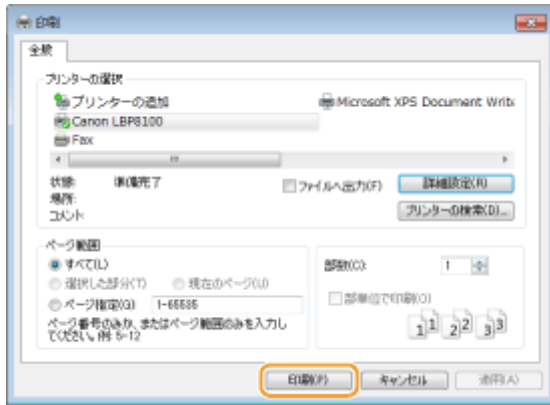 印刷
全般
プリンターの選択
プリンターの追加
Microsoft XPS Document Write
Canon LBP8100
Fax
状態: 準備完了
ファイルへ出力(F)
詳細設定(R)
場所:
コメント:
プリンターの検索(D)...
ページ範囲
すべて(L)
選択した部分(T)
現在のページ(U)
ページ指定(G) 1-65535
ページ番号のみか、またはページ範囲のみを入力し
てください。例: 5-12
部数(C): 1
部単位で印刷(O)
11 22 33
印刷(P)
キャンセル
適用(A)